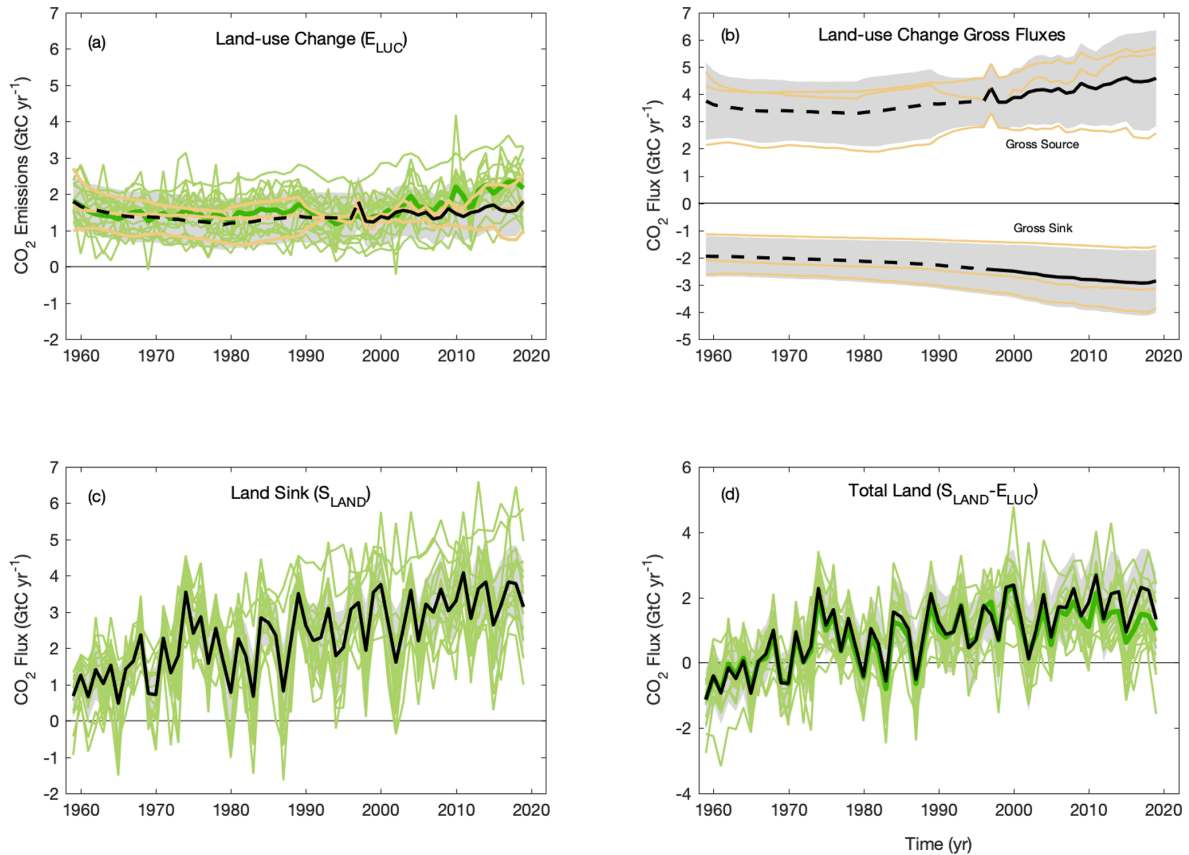 (a)
Land-use Change (E_LUC)
CO2 Emissions (GtC yr-1)
7
6
5
4
3
2
1
0
-1
-2
1960 1970 1980 1990 2000 2010 2020
(b)
Land-use Change Gross Fluxes
CO2 Flux (GtC yr-1)
7
6
5
4
3
2
1
0
-1
-2
-3
-4
-5
Gross Source
Gross Sink
1960 1970 1980 1990 2000 2010 2020
(c)
Land Sink (S_LAND)
CO2 Flux (GtC yr-1)
7
6
5
4
3
2
1
0
-1
-2
1960 1970 1980 1990 2000 2010 2020
(d)
Total Land (S_LAND-E_LUC)
CO2 Flux (GtC yr-1)
6
4
2
0
-2
-4
1960 1970 1980 1990 2000 2010 2020
Time (yr)